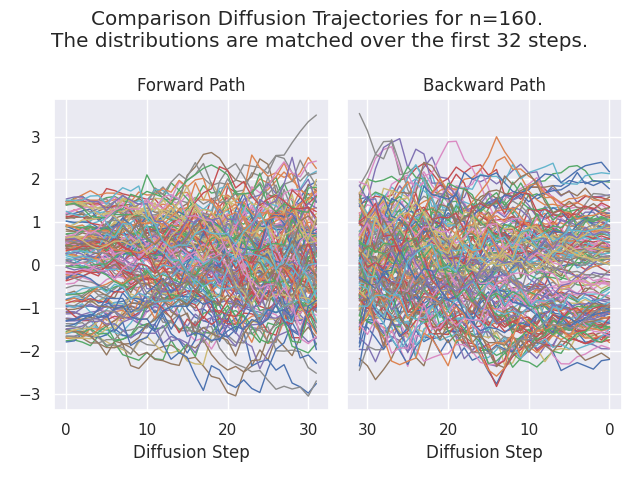 Comparison Diffusion Trajectories for n=160.
The distributions are matched over the first 32 steps.
Forward Path
Backward Path
3
2
1
0
−1
−2
−3
0 10 20 30
30 20 10 0
Diffusion Step
Diffusion Step